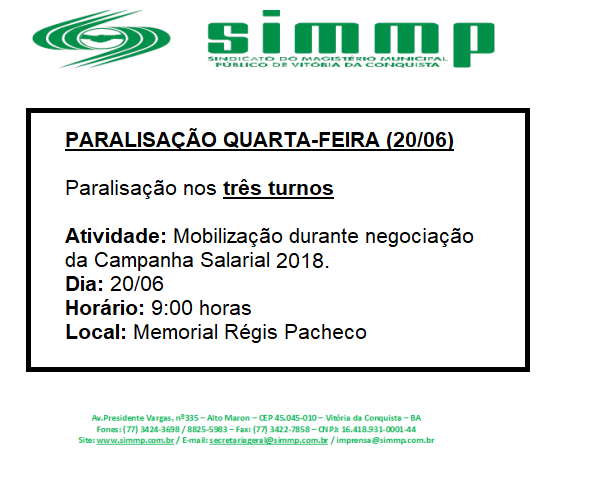 simmp
SINDICATO DO MAGISTÉRIO MUNICIPAL
PÚBLICO DE VITÓRIA DA CONQUISTA
PARALISAÇÃO QUARTA-FEIRA (20/06)
Paralisação nos três turnos
Atividade: Mobilização durante negociação
da Campanha Salarial 2018.
Dia: 20/06
Horário: 9:00 horas
Local: Memorial Régis Pacheco
Av.Presidente Vargas, nº335 – Alto Maron – CEP 45.045-010 – Vitória da Conquista – BA
Fones: (77) 3424-3698 / 8825-5983 – Fax: (77) 3422-7858 – CNPJ: 16.418.931-0001-44
Site: www.simmp.com.br / E-mail: secretariageral@simmp.com.br / imprensa@simmp.com.br